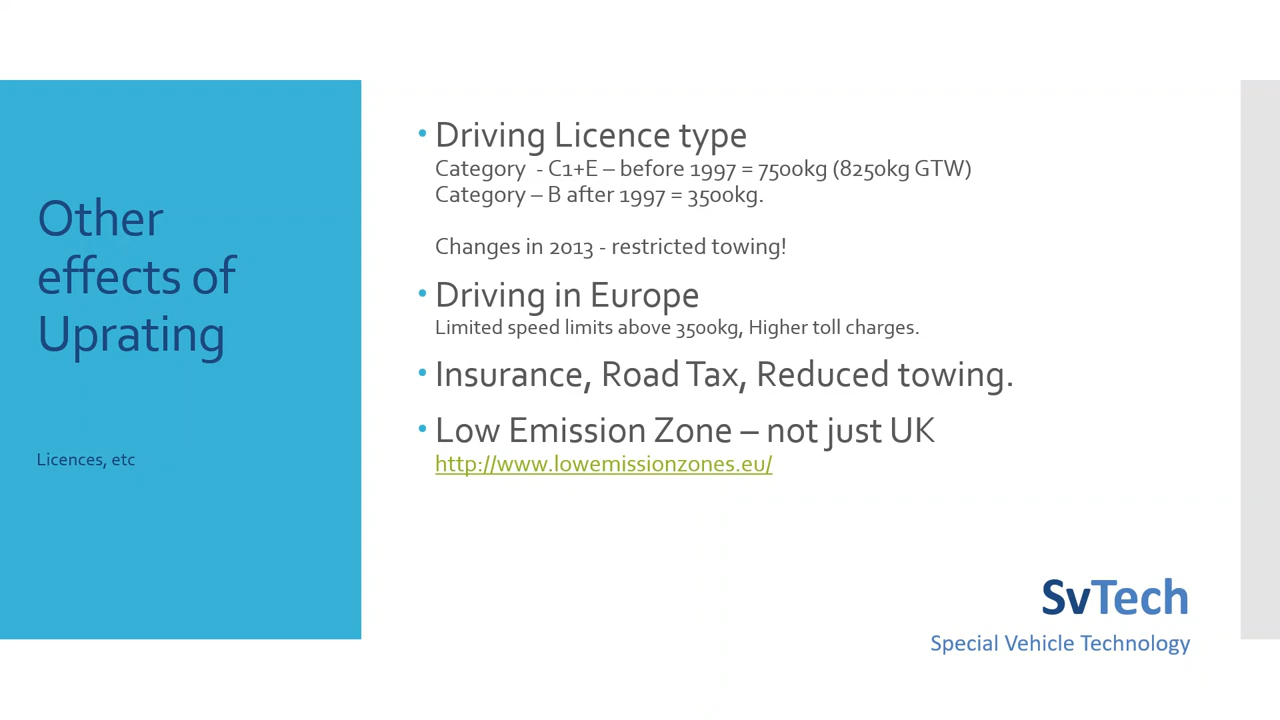 Other
effects of
Uprating
Licences, etc
• Driving Licence type
Category - C1+E – before 1997 = 7500kg (8250kg GTW)
Category – B after 1997 = 3500kg.
Changes in 2013 - restricted towing!
• Driving in Europe
Limited speed limits above 3500kg, Higher toll charges.
• Insurance, Road Tax, Reduced towing.
• Low Emission Zone – not just UK
http://www.lowemissionzones.eu/
SvTech
Special Vehicle Technology